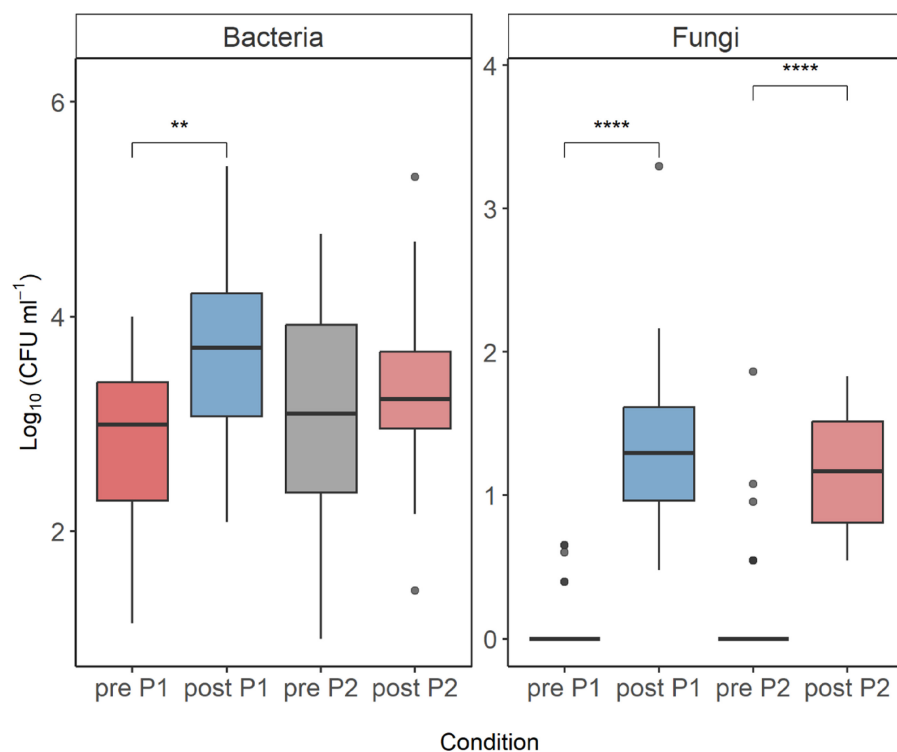 Bacteria
Fungi
Log₁₀ (CFU ml⁻¹)
6
4
2
**
pre P1
post P1
pre P2
post P2
4
3
2
1
0
****
****
pre P1
post P1
pre P2
post P2
Condition